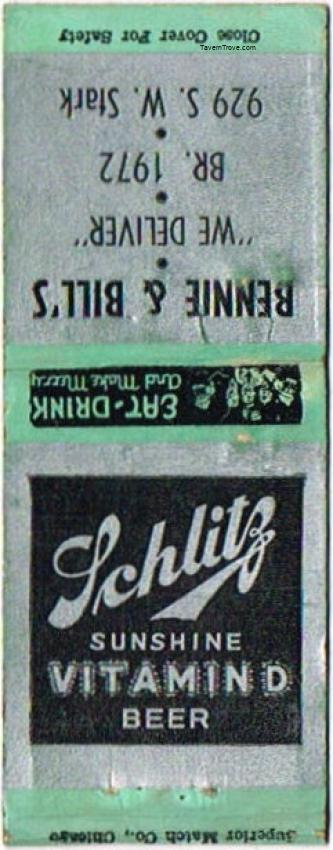 Close Cover For Safety
TavernTrove.com
BENNIE & BILL'S
"WE DELIVER"
BR. 1972
929 S. W. Stark
EAT-DRINK
And Make Merry
Schlitz
SUNSHINE
VITAMIN D
BEER
Superior Match Co., Chicago